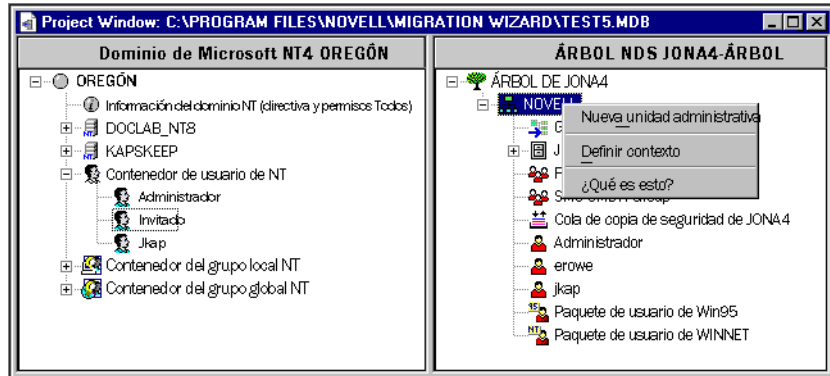 Project Window: C:\PROGRAM FILES\NOVELL\MIGRATION WIZARD\TEST5.MDB
Dominio de Microsoft NT4 OREGÓN
OREGÓN
Información del dominio NT (directiva y permisos Todos)
DOCLAB_NT8
KAPSKEEP
Contenedor de usuario de NT
Administrador
Invitado
Jkap
Contenedor del grupo local NT
Contenedor del grupo global NT
ÁRBOL NDS JONA4-ÁRBOL
ÁRBOL DE JONA4
NOVELL
Nueva unidad administrativa
Definir contexto
¿Qué es esto?
G
J
Cola de copia de seguridad de JONA4
Administrador
erowe
jkap
Paquete de usuario de Win95
Paquete de usuario de WINNET